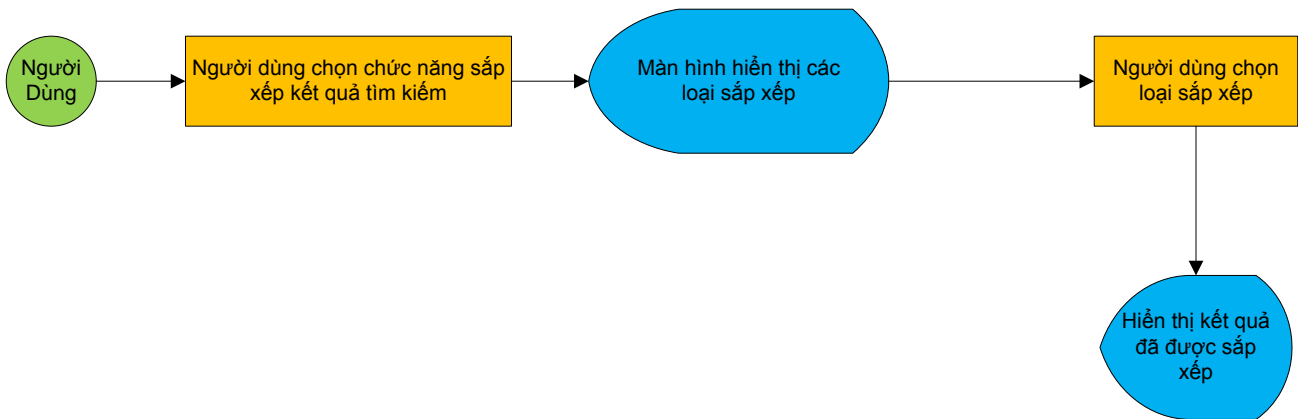 Người
Dùng
Người dùng chọn chức năng sắp
xếp kết quả tìm kiếm
Màn hình hiển thị các
loại sắp xếp
Người dùng chọn
loại sắp xếp
Hiển thị kết quả
đã được sắp
xếp